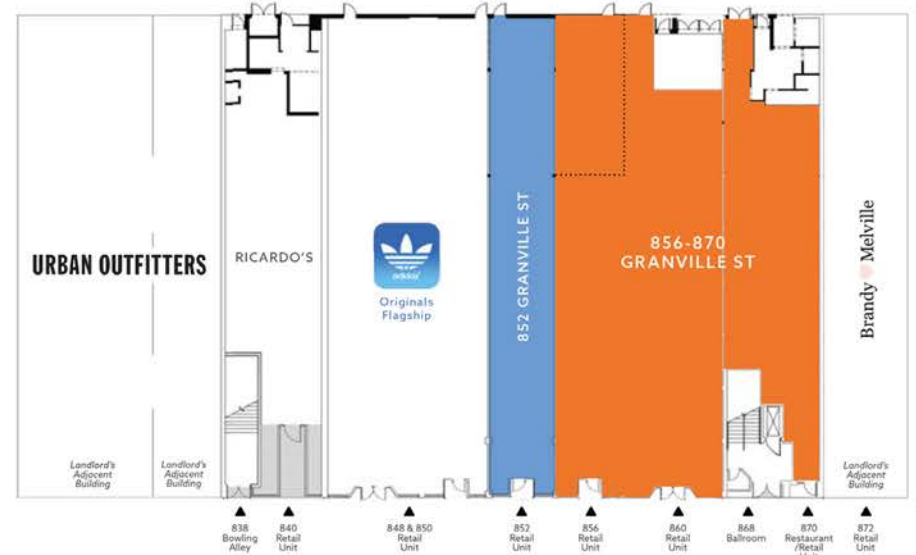 URBAN OUTFITTERS
RICARDO'S
adidas
Originals
Flagship
852 GRANVILLE ST
856-870
GRANVILLE ST
Brandy Melville
Landlord's
Adjacent
Building
Landlord's
Adjacent
Building
Landlord's
Adjacent
Building
838
Bowling
Alley
840
Retail
Unit
848 & 850
Retail
Unit
852
Retail
Unit
856
Retail
Unit
860
Retail
Unit
868
Ballroom
870
Restaurant
/Retail
872
Retail
Unit